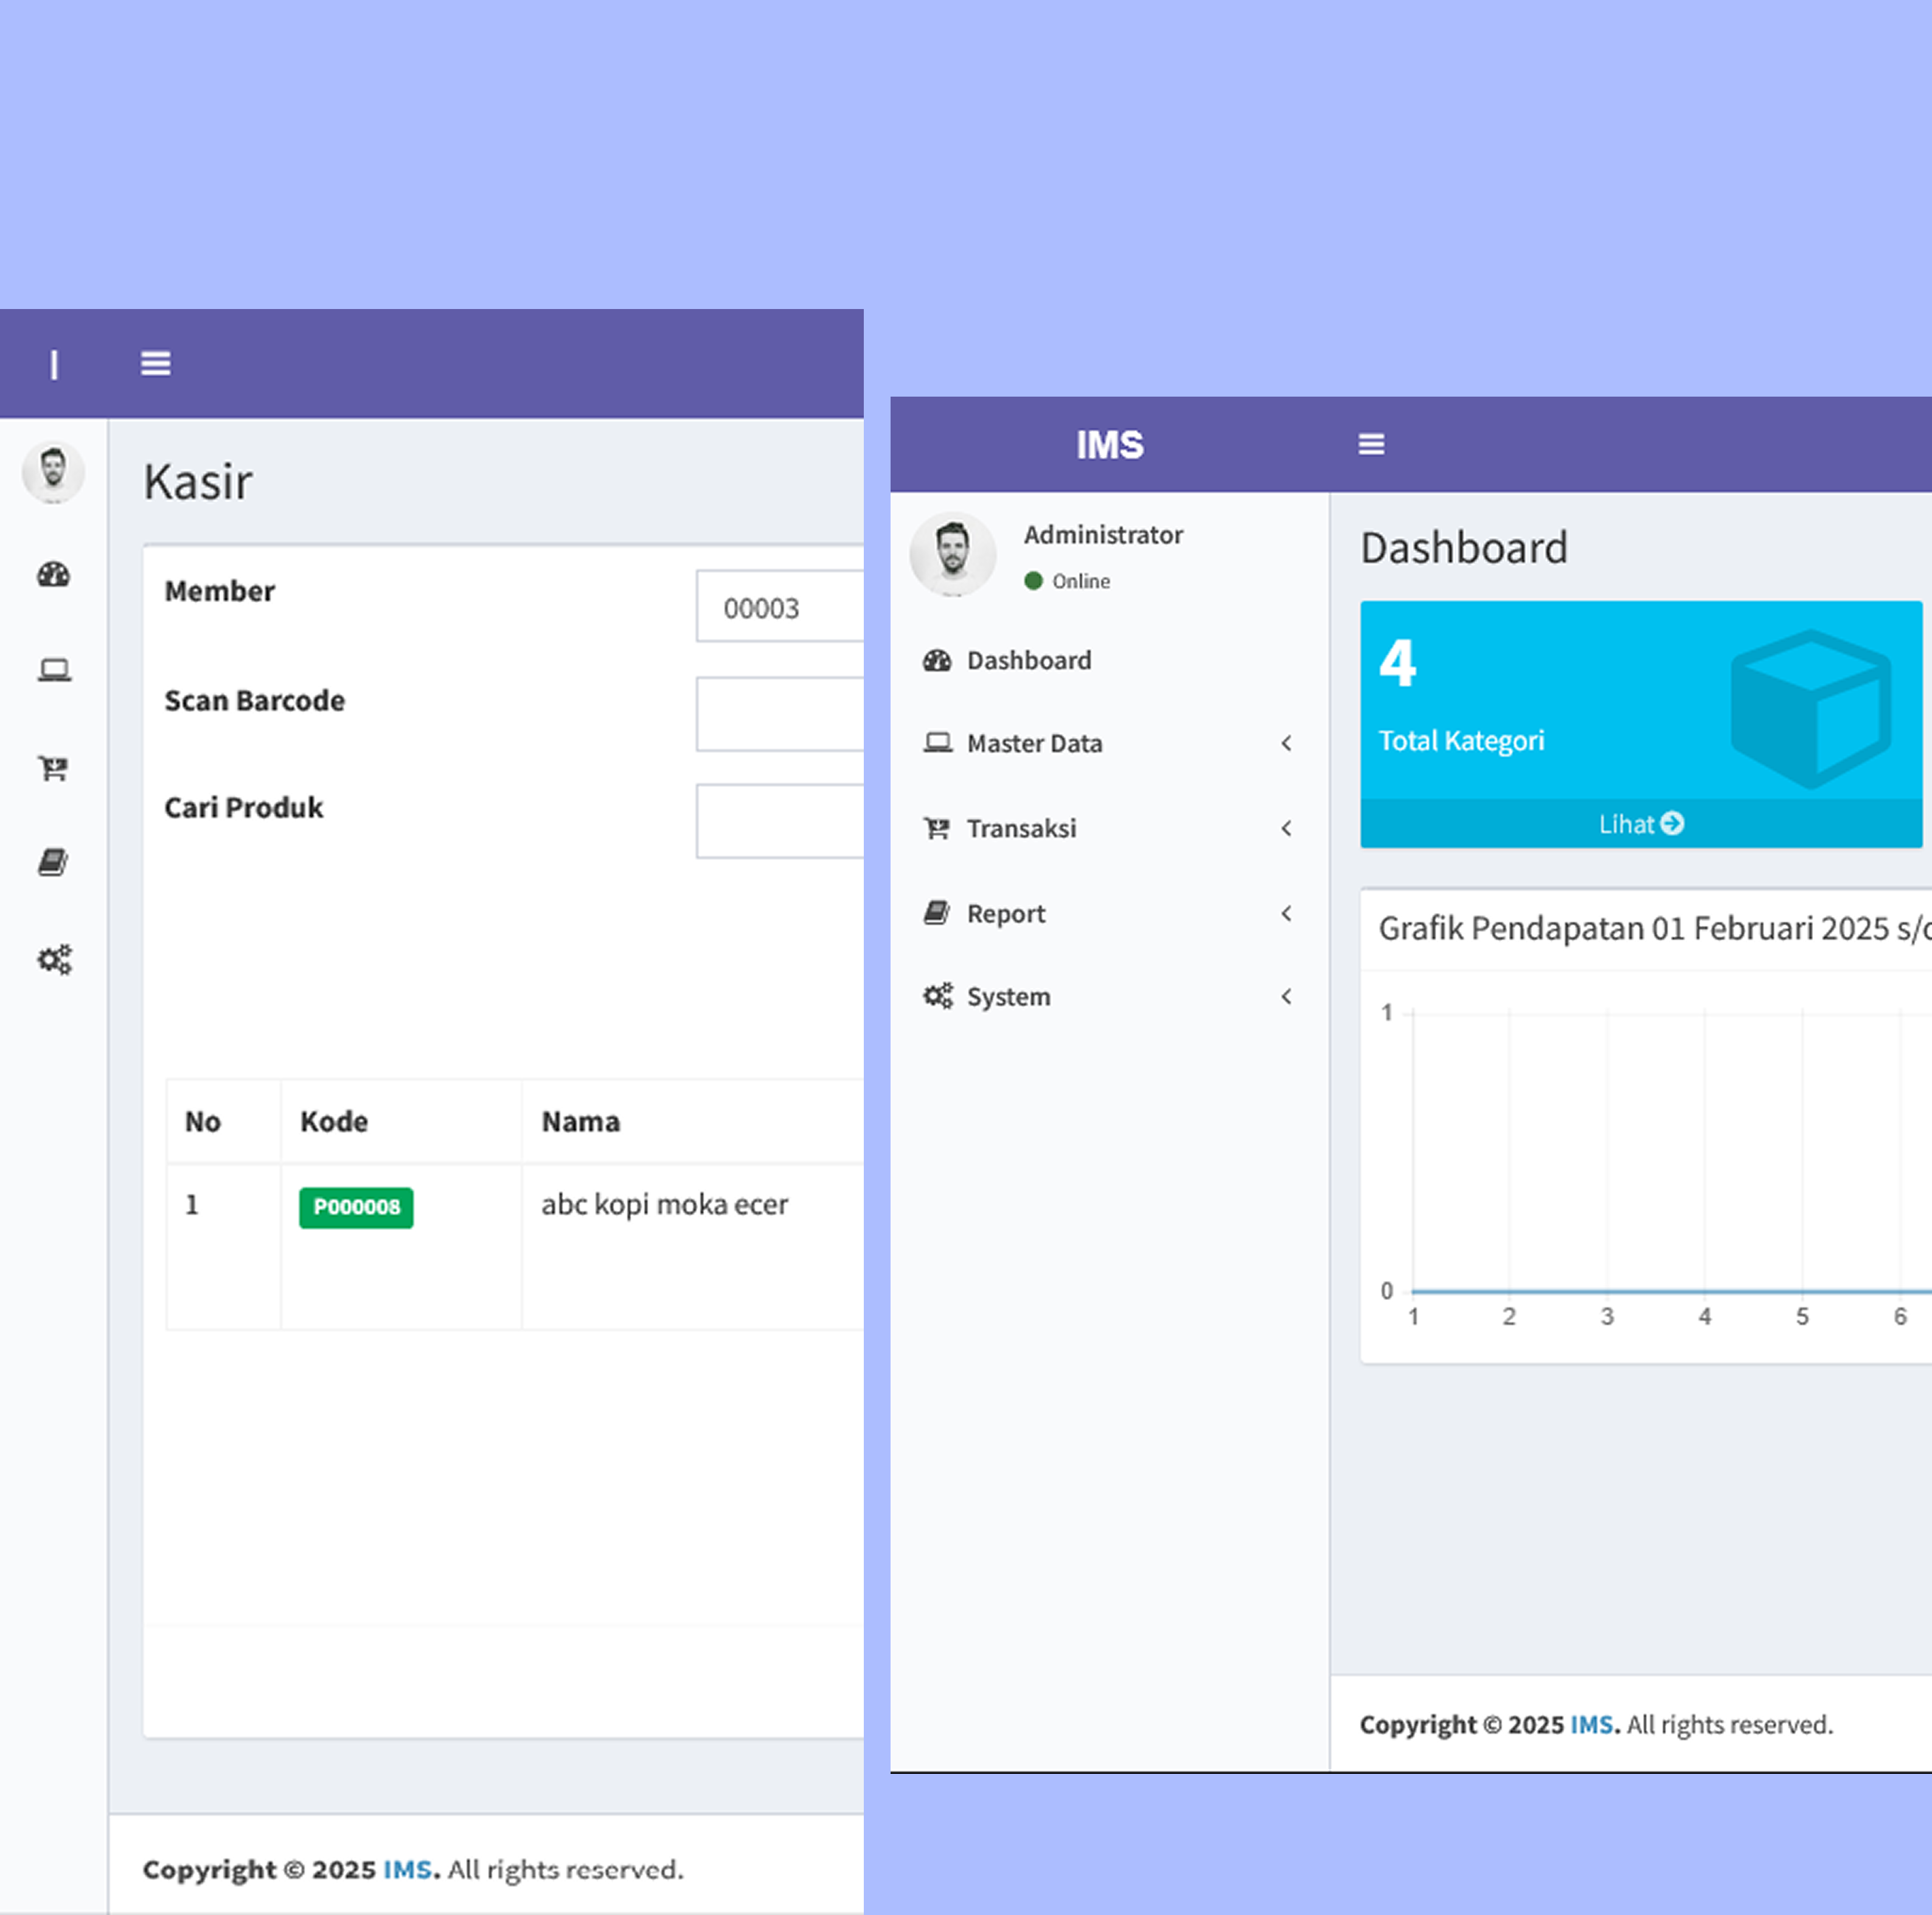 I
Kasir
Member
00003
Scan Barcode
Cari Produk
No Kode Nama
1 P000008 abc kopi moka ecer
Copyright © 2025 IMS. All rights reserved.
IMS
Administrator
Online
Dashboard
Master Data
Transaksi
Report
System
Dashboard
4
Total Kategori
Lihat
Grafik Pendapatan 01 Februari 2025 s/d
1
0
1 2 3 4 5 6
Copyright © 2025 IMS. All rights reserved.